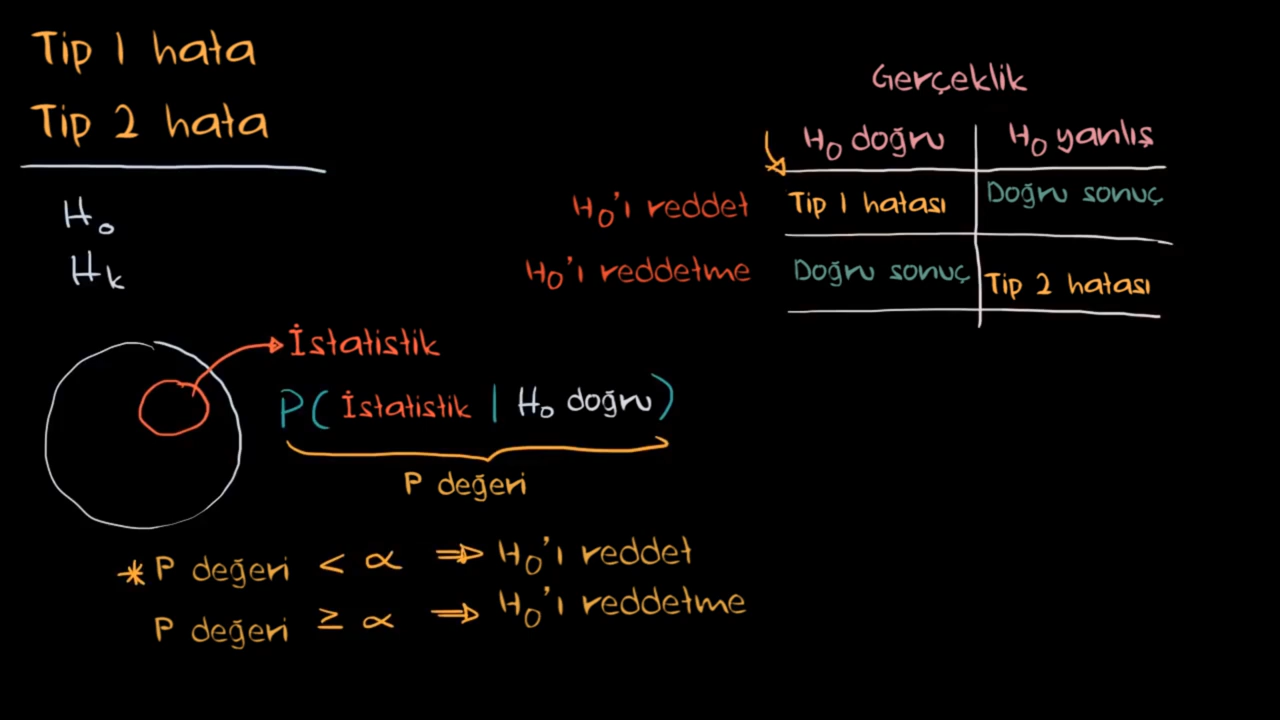 Tip 1 hata
Tip 2 hata
H₀
Hₖ
Gerçeklik
H₀ doğru H₀ yanlış
H₀'ı reddet Tip 1 hatası Doğru sonuç
H₀'ı reddetme Doğru sonuç Tip 2 hatası
İstatistik
P( İstatistik | H₀ doğru )
P değeri
* P değeri < α ⇒ H₀'ı reddet
P değeri ≥ α ⇒ H₀'ı reddetme